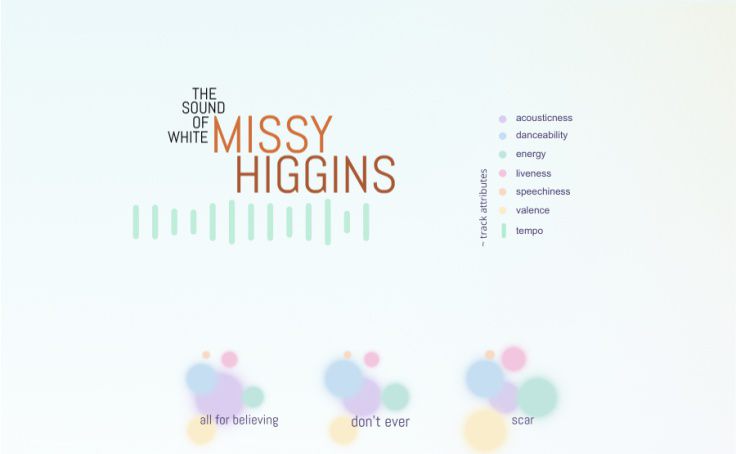 THE
SOUND
OF
WHITE
MISSY
HIGGINS
~ track attributes
acousticness
danceability
energy
liveness
speechiness
valence
tempo
all for believing
don't ever
scar